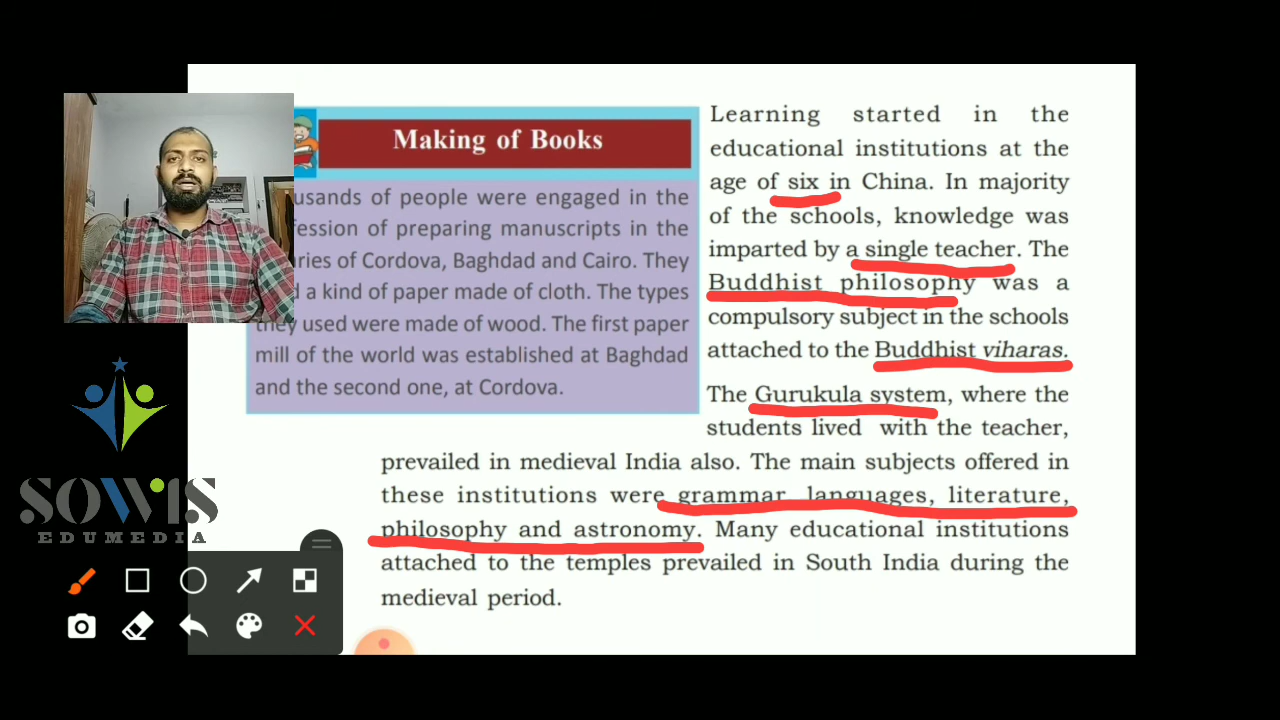 Making of Books
usands of people were engaged in the
fession of preparing manuscripts in the
ries of Cordova, Baghdad and Cairo. They
a kind of paper made of cloth. The types
they used were made of wood. The first paper
mill of the world was established at Baghdad
and the second one, at Cordova.
Learning started in the
educational institutions at the
age of six in China. In majority
of the schools, knowledge was
imparted by a single teacher. The
Buddhist philosophy was a
compulsory subject in the schools
attached to the Buddhist viharas.
The Gurukula system, where the
students lived with the teacher,
prevailed in medieval India also. The main subjects offered in
these institutions were grammar, languages, literature,
philosophy and astronomy. Many educational institutions
attached to the temples prevailed in South India during the
medieval period.
SOWIS
EDUMEDIA